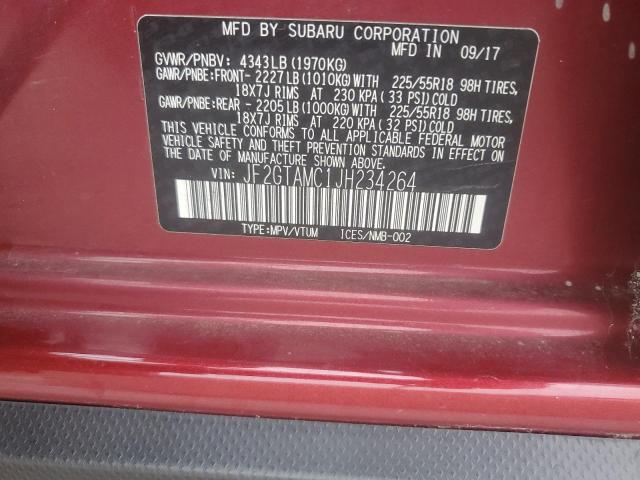 MFD BY SUBARU CORPORATION
MFD IN 09/17
GVWR/PNBV: 4343LB(1970KG)
GAWR/PNBE:FRONT- 2227LB(1010KG)WITH 225/55R18 98H TIRES,
18X7J RIMS AT 230 KPA(33 PSI)COLD
GAWR/PNBE:REAR - 2205LB(1000KG)WITH 225/55R18 98H TIRES,
18X7J RIMS AT 220 KPA(32 PSI)COLD
THIS VEHICLE CONFORMS TO ALL APPLICABLE FEDERAL MOTOR
VEHICLE SAFETY AND THEFT PREVENTION STANDARDS IN EFFECT ON
THE DATE OF MANUFACTURE SHOWN ABOVE.
VIN: JF2GTAMC1JH234264
TYPE:MPV/VTUM ICES/NMB-002